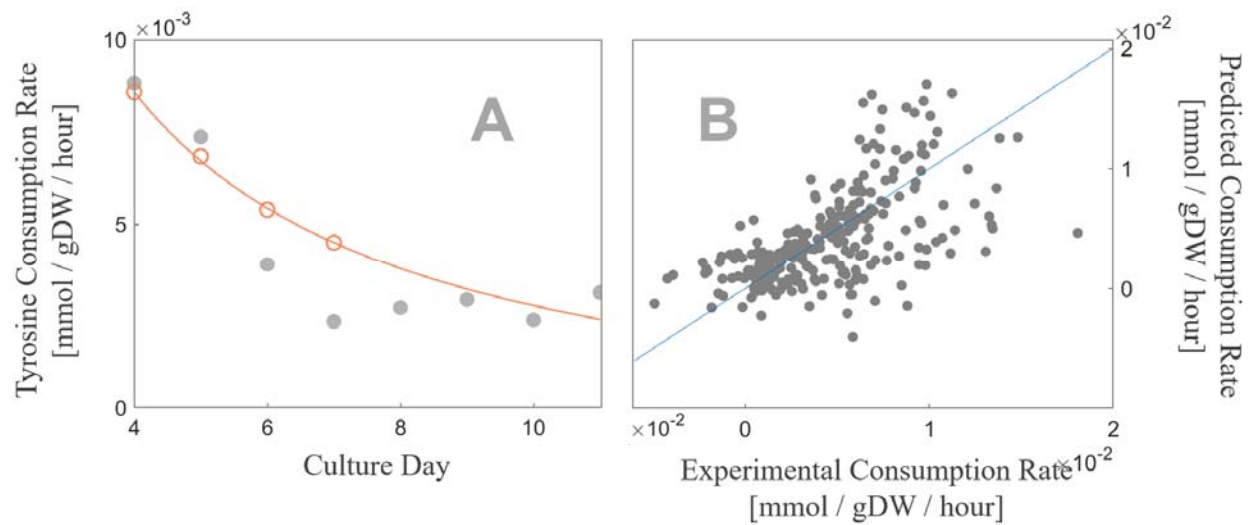 ×10⁻³
10
5
0
4
6
8
10
Culture Day
Tyrosine Consumption Rate
[mmol / gDW / hour]
A
B
×10⁻²
2
1
0
Predicted Consumption Rate
[mmol / gDW / hour]
×10⁻²
0
1
2
Experimental Consumption Rate
×10⁻²
[mmol / gDW / hour]